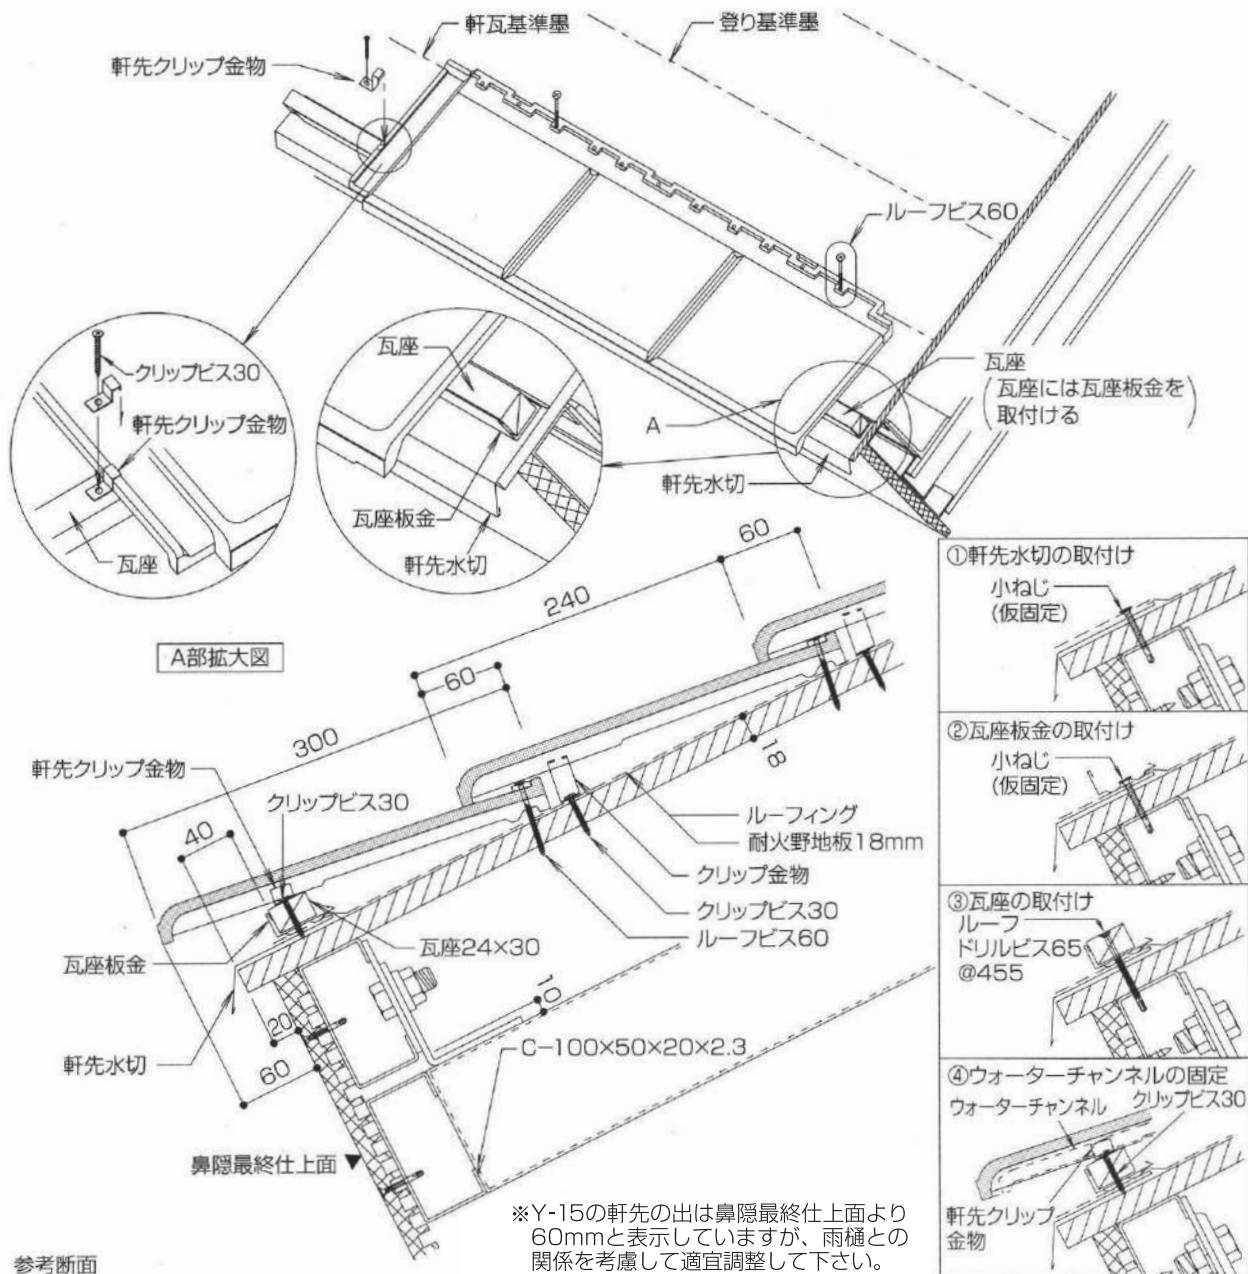 軒瓦基準墨
登り基準墨
軒先クリップ金物
ルーフビス60
クリップビス30
軒先クリップ金物
瓦座
瓦座
瓦座板金
軒先水切
瓦座
(瓦座には瓦座板金を
取付ける)
A
軒先水切
A部拡大図
60
240
60
300
40
18
軒先クリップ金物
クリップビス30
ルーフィング
耐火野地板18mm
クリップ金物
クリップビス30
ルーフビス60
瓦座24×30
瓦座板金
軒先水切
20
60
10
C-100×50×20×2.3
鼻隠最終仕上面▼
①軒先水切の取付け
小ねじ
(仮固定)
②瓦座板金の取付け
小ねじ
(仮固定)
③瓦座の取付け
ルーフ
ドリルビス65
@455
④ウォーターチャンネルの固定
ウォーターチャンネル
クリップビス30
軒先クリップ
金物
※Y-15の軒先の出は鼻隠最終仕上面より
60mmと表示していますが、雨樋との
関係を考慮して適宜調整して下さい。
参考断面